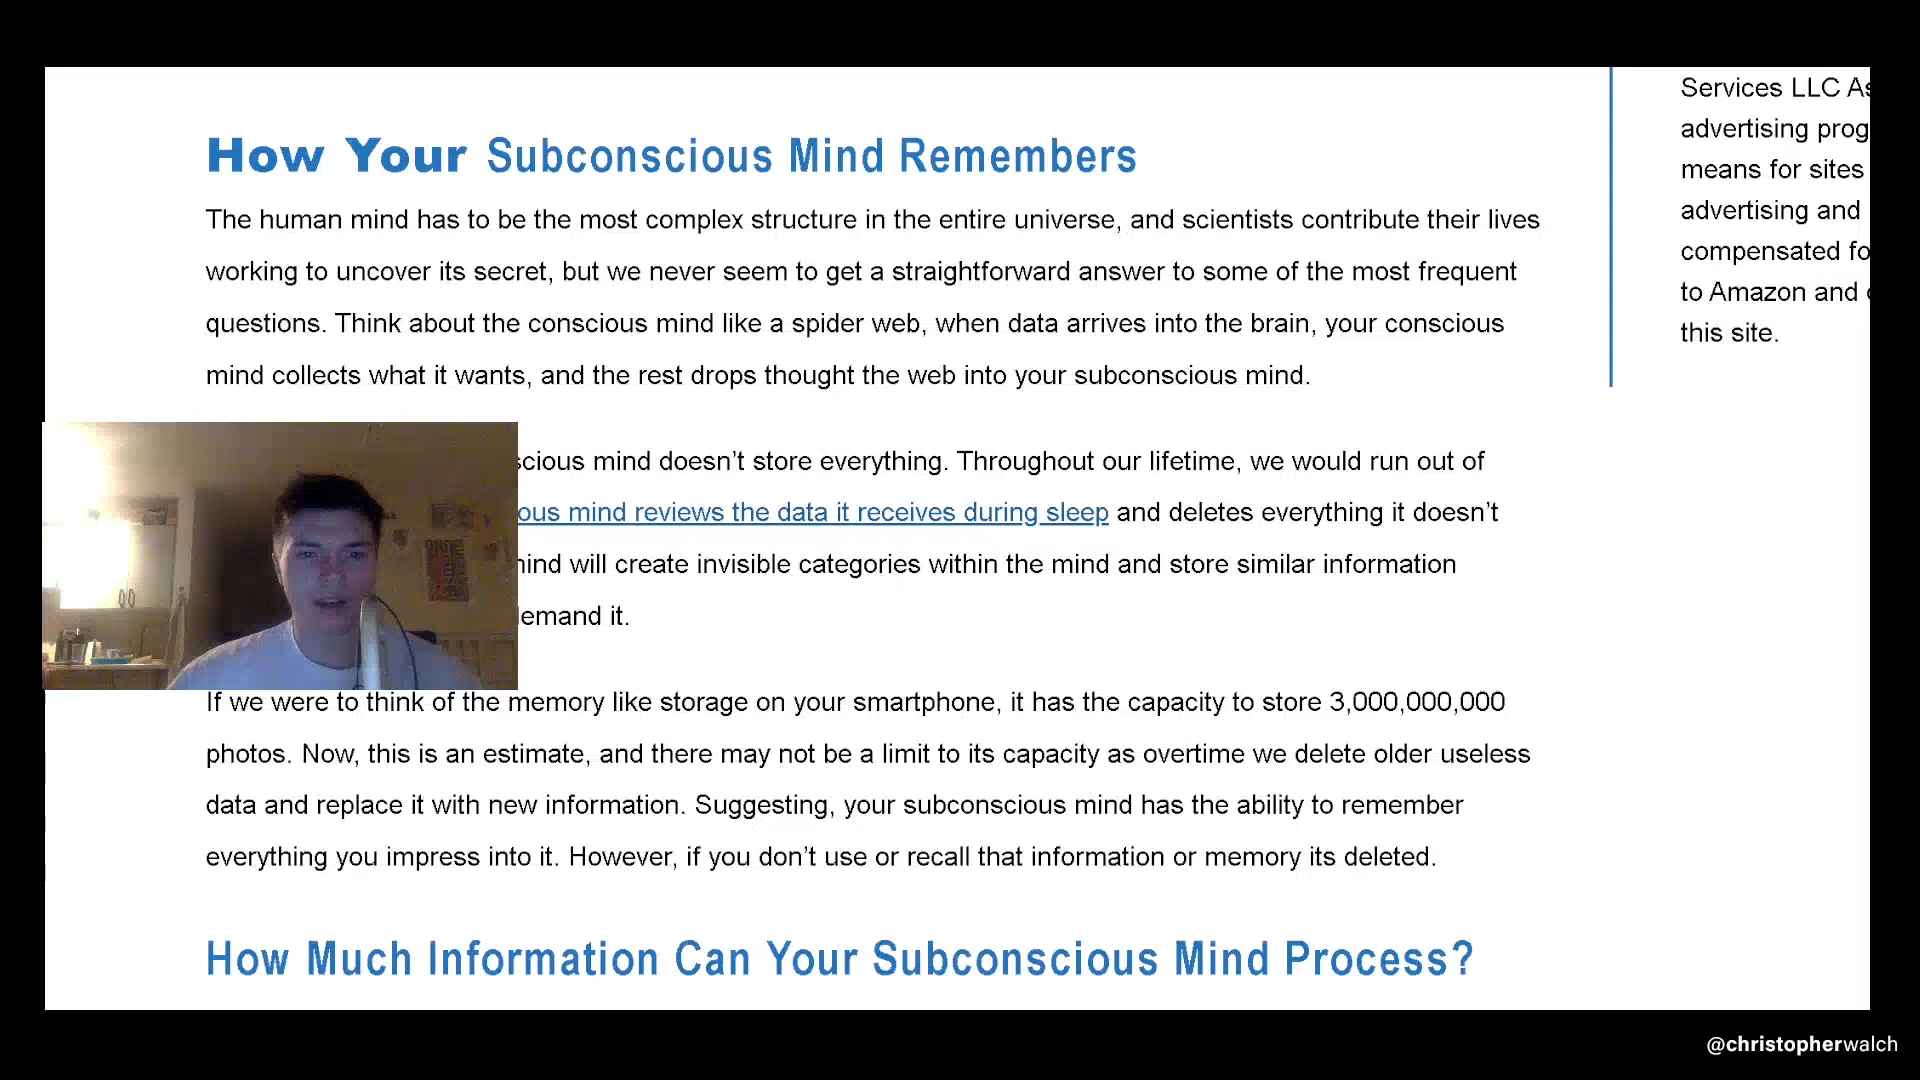 How Your Subconscious Mind Remembers
The human mind has to be the most complex structure in the entire universe, and scientists contribute their lives
working to uncover its secret, but we never seem to get a straightforward answer to some of the most frequent
questions. Think about the conscious mind like a spider web, when data arrives into the brain, your conscious
mind collects what it wants, and the rest drops thought the web into your subconscious mind.
scious mind doesn't store everything. Throughout our lifetime, we would run out of
ous mind reviews the data it receives during sleep and deletes everything it doesn't
mind will create invisible categories within the mind and store similar information
emand it.
If we were to think of the memory like storage on your smartphone, it has the capacity to store 3,000,000,000
photos. Now, this is an estimate, and there may not be a limit to its capacity as overtime we delete older useless
data and replace it with new information. Suggesting, your subconscious mind has the ability to remember
everything you impress into it. However, if you don't use or recall that information or memory its deleted.
How Much Information Can Your Subconscious Mind Process?
Services LLC As
advertising prog
means for sites
advertising and
compensated fo
to Amazon and
this site.
@christopherwalch